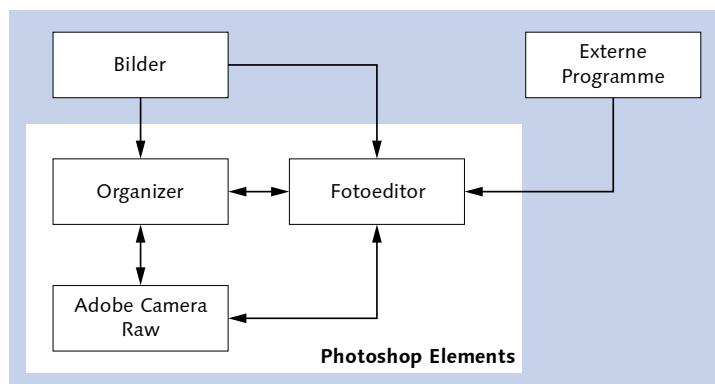 Bilder
Externe
Programme
Organizer
Fotoeditor
Adobe Camera
Raw
Photoshop Elements